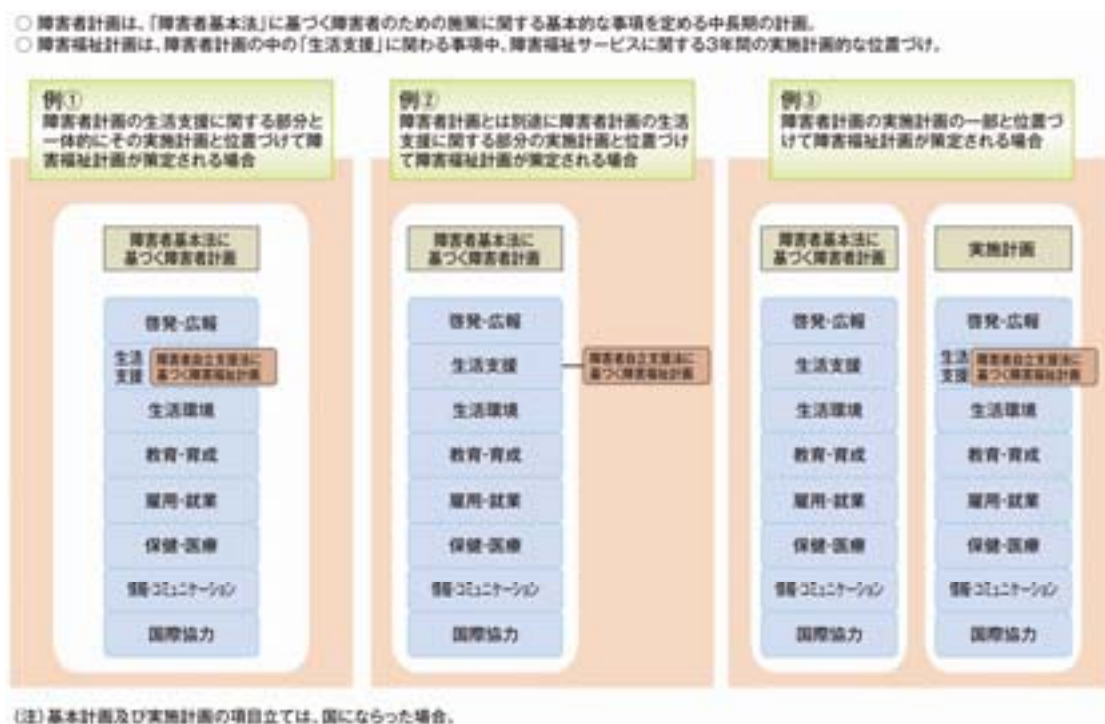 ○ 障害者計画は、「障害者基本法」に基づく障害者のための施策に関する基本的な事項を定める中長期の計画。
○ 障害福祉計画は、障害者計画の中の「生活支援」に関わる事項中、障害福祉サービスに関する3年間の実施計画的な位置づけ。
例①
障害者計画の生活支援に関する部分と
一体的にその実施計画と位置づけて障
害福祉計画が策定される場合
障害者基本法に
基づく障害者計画
啓発・広報
生活
支援
障害者自立支援法に
基づく障害福祉計画
生活環境
教育・育成
雇用・就業
保健・医療
情報・コミュニケーション
国際協力
例②
障害者計画とは別途に障害者計画の生活
支援に関する部分の実施計画と位置づけ
て障害福祉計画が策定される場合
障害者基本法に
基づく障害者計画
啓発・広報
生活支援
障害者自立支援法に
基づく障害福祉計画
生活環境
教育・育成
雇用・就業
保健・医療
情報・コミュニケーション
国際協力
例③
障害者計画の実施計画の一部と位置づ
けて障害福祉計画が策定される場合
障害者基本法に
基づく障害者計画
啓発・広報
生活支援
生活環境
教育・育成
雇用・就業
保健・医療
情報・コミュニケーション
国際協力
実施計画
啓発・広報
生活
支援
障害者自立支援法に
基づく障害福祉計画
生活環境
教育・育成
雇用・就業
保健・医療
情報・コミュニケーション
国際協力
(注)基本計画及び実施計画の項目立ては、国にならった場合。